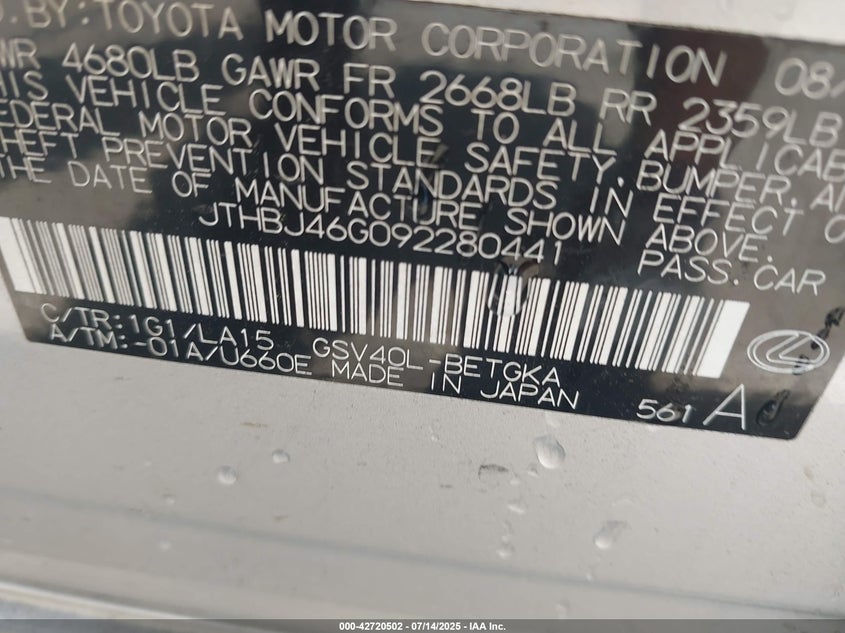 . BY: TOYOTA MOTOR CORPORATION 08/
WR 4680LB GAWR FR 2668LB RR 2359LB
HIS VEHICLE CONFORMS TO ALL APPLICAB
EDERAL MOTOR VEHICLE SAFETY, BUMPER, AN
HEFT PREVENTION STANDARDS IN EFFECT O
THE DATE OF MANUFACTURE SHOWN ABOVE.
JTHBJ46G092280441 PASS. CAR
C/TR: 1G1/LA15 GSV40L-BETGKA
A/TM: -01A/U660E MADE IN JAPAN
561 A
000-42720502 / 07/14/2025 - IAA Inc.